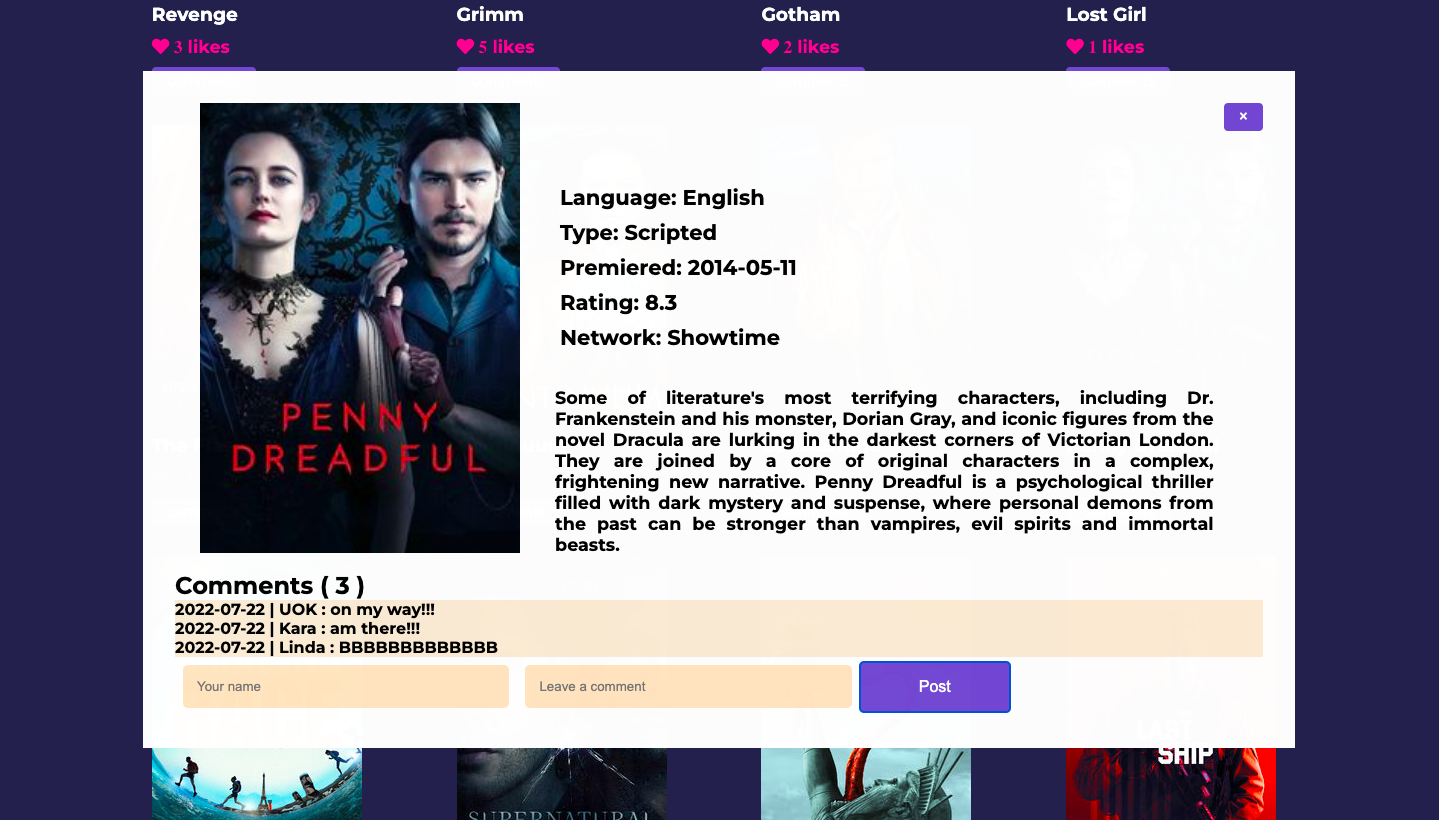 Revenge
Grimm
Gotham
Lost Girl
3 likes
5 likes
2 likes
1 likes
×
PENNY
DREADFUL
Language: English
Type: Scripted
Premiered: 2014-05-11
Rating: 8.3
Network: Showtime
Some of literature's most terrifying characters, including Dr.
Frankenstein and his monster, Dorian Gray, and iconic figures from the
novel Dracula are lurking in the darkest corners of Victorian London.
They are joined by a core of original characters in a complex,
frightening new narrative. Penny Dreadful is a psychological thriller
filled with dark mystery and suspense, where personal demons from
the past can be stronger than vampires, evil spirits and immortal
beasts.
Comments ( 3 )
2022-07-22 | UOK : on my way!!!
2022-07-22 | Kara : am there!!!
2022-07-22 | Linda : BBBBBBBBBBBBB
Your name
Leave a comment
Post
SUPERNATURAL
LAST
SHIP